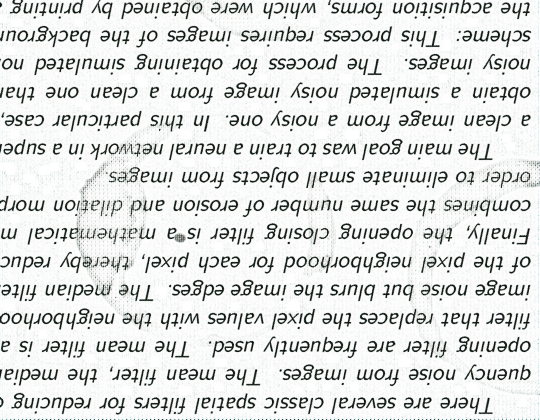 There are several classic spatial filters for reducing
quency noise from images. The mean filter, the median
opening filter are frequently used. The mean filter is a
filter that replaces the pixel values with the neighborhoo
image noise but blurs the image edges. The median filte
of the pixel neighborhood for each pixel, thereby reduc
Finally, the opening closing filter is a mathematical m
combines the same number of erosion and dilation morp
order to eliminate small objects from images
The main goal was to train a neural network in a supe
a clean image from a noisy one. In this particular case,
obtain a simulated noisy image from a clean one than
noisy images. The process for obtaining simulated no
scheme: This process requires images of the backgroun
the acquisition forms, which were obtained by printing